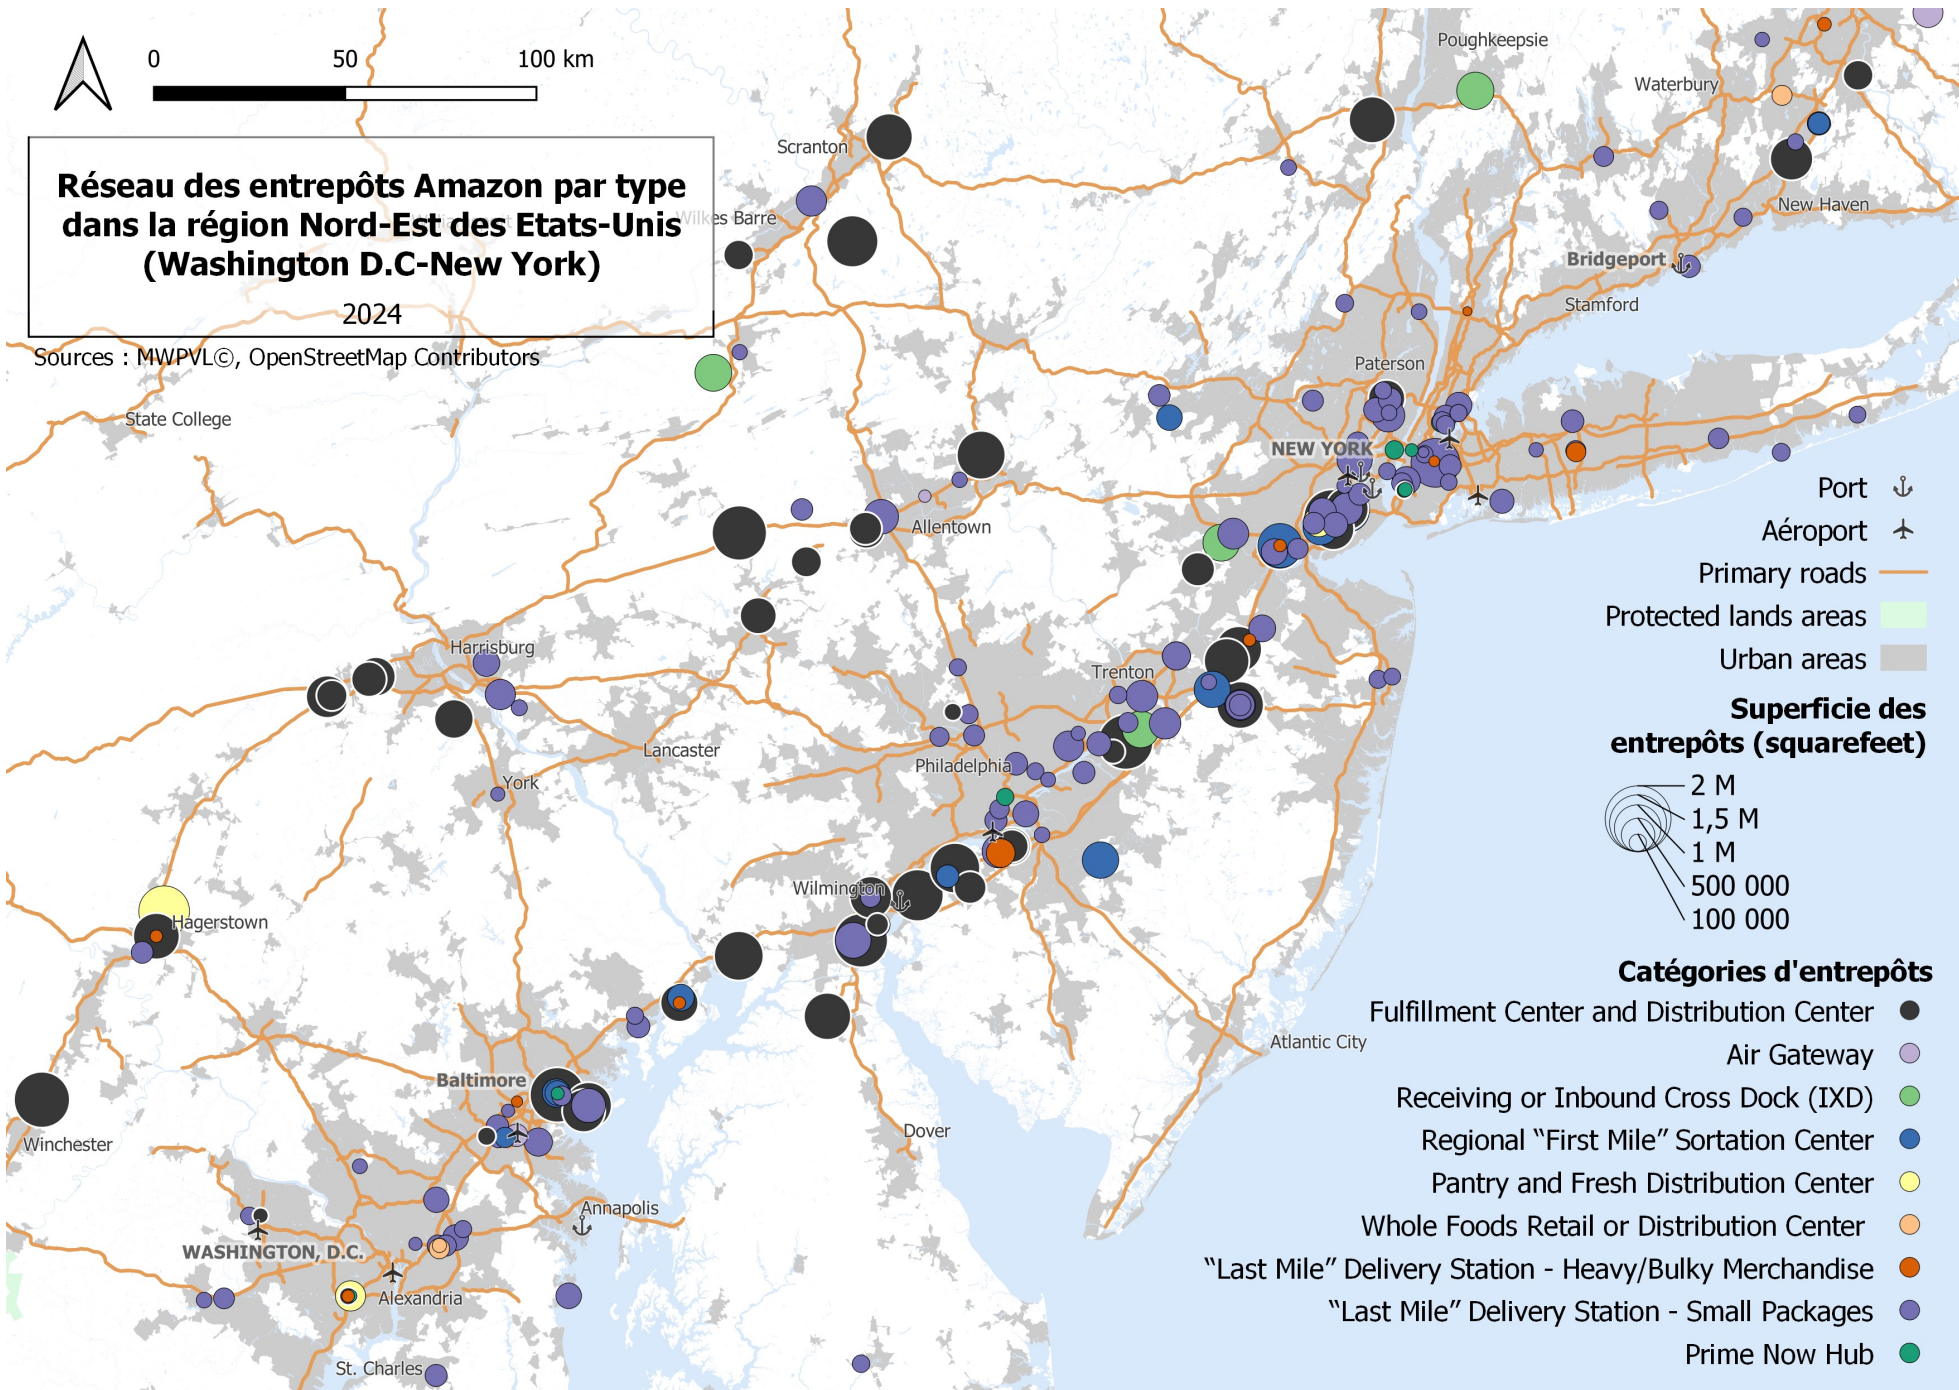 0 50 100 km
Réseau des entrepôts Amazon par type
dans la région Nord-Est des Etats-Unis
(Washington D.C-New York)
2024
Sources : MWPVL©, OpenStreetMap Contributors
Poughkeepsie
Waterbury
Scranton
Wilkes Barre
New Haven
Bridgeport
Stamford
Paterson
State College
NEW YORK
Allentown
Harrisburg
Trenton
Lancaster
Philadelphia
York
Wilmington
Hagerstown
Atlantic City
Baltimore
Winchester
Dover
Annapolis
WASHINGTON, D.C.
Alexandria
St. Charles
Port
Aéroport
Primary roads
Protected lands areas
Urban areas
Superficie des
entrepôts (squarefeet)
2 M
1,5 M
1 M
500 000
100 000
Catégories d'entrepôts
Fulfillment Center and Distribution Center
Air Gateway
Receiving or Inbound Cross Dock (IXD)
Regional “First Mile” Sortation Center
Pantry and Fresh Distribution Center
Whole Foods Retail or Distribution Center
“Last Mile” Delivery Station - Heavy/Bulky Merchandise
“Last Mile” Delivery Station - Small Packages
Prime Now Hub